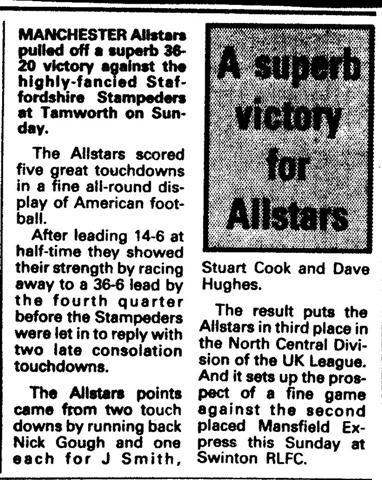 MANCHESTER Allstars
pulled off a superb 36-
20 victory against the
highly-fancied Staf-
fordshire Stampeders
at Tamworth on Sun-
day.
The Allstars scored
five great touchdowns
in a fine all-round dis-
play of American foot-
ball.
After leading 14-6 at
half-time they showed
their strength by racing
away to a 36-6 lead by
the fourth quarter
before the Stampeders
were let in to reply with
two late consolation
touchdowns.
The Allstars points
came from two touch
downs by running back
Nick Gough and one
each for J Smith,
A superb
victory
for
Allstars
Stuart Cook and Dave
Hughes.
The result puts the
Allstars in third place in
the North Central Divi-
sion of the UK League.
And it sets up the pros-
pect of a fine game
against the second
placed Mansfield Ex-
press this Sunday at
Swinton RLFC.